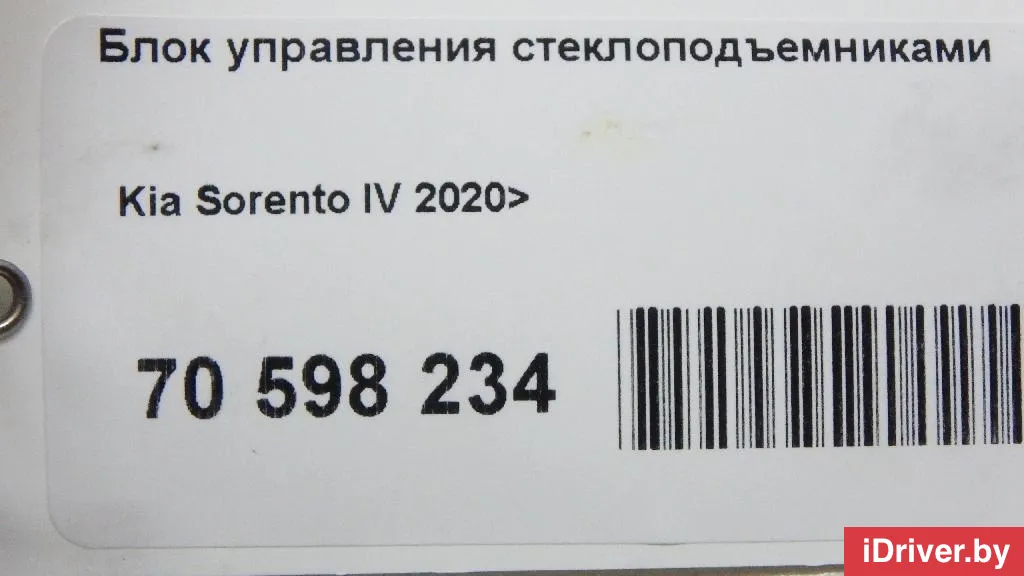 Блок управления стеклоподъемниками
Kia Sorento IV 2020>
70 598 234
iDriver.by